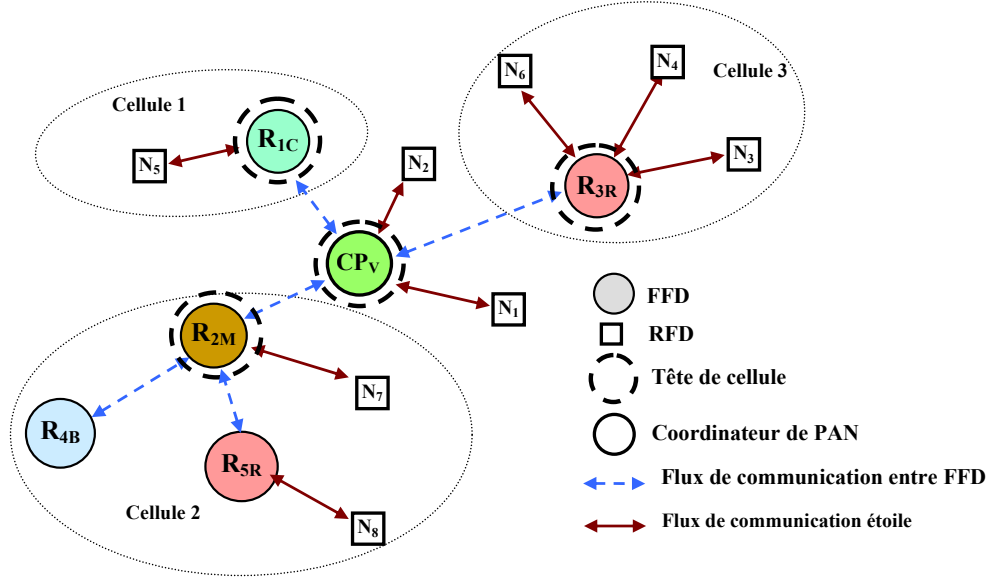 Cellule 1
R1C
N5
N6
N4
Cellule 3
N3
R3R
N2
CPV
N1
R2M
N7
R4B
R5R
Cellule 2
N8
FFD
RFD
Tête de cellule
Coordinateur de PAN
Flux de communication entre FFD
Flux de communication étoile